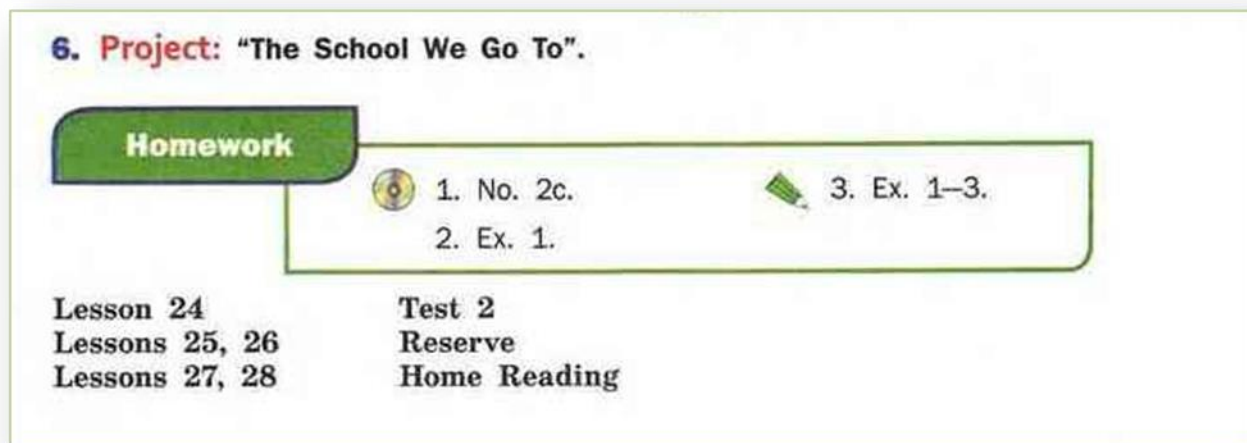 6. Project: “The School We Go To”.
Homework
1. No. 2c.
2. Ex. 1.
3. Ex. 1–3.
Lesson 24 Test 2
Lessons 25, 26 Reserve
Lessons 27, 28 Home Reading